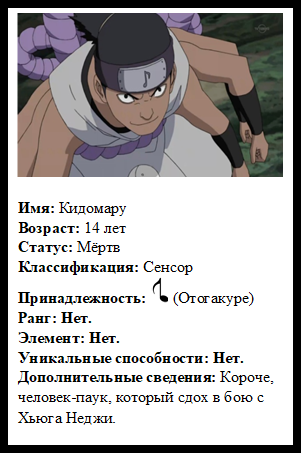 Имя: Кидомару
Возраст: 14 лет
Статус: Мёртв
Классификация: Сенсор
Принадлежность: (Отогакуре)
Ранг: Нет.
Элемент: Нет.
Уникальные способности: Нет.
Дополнительные сведения: Короче,
человек-паук, который сдох в бою с
Хьюга Неджи.